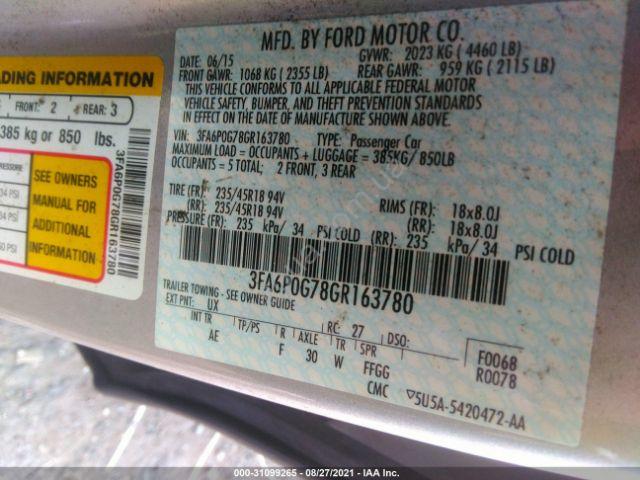 ADING INFORMATION
FRONT: 2 REAR: 3
385 kg or 850 lbs.
PRESSURE
34 PSI
34 PSI
60 PSI
SEE OWNERS
MANUAL FOR
ADDITIONAL
INFORMATION
3FA6P0G78GR163780
MFD. BY FORD MOTOR CO.
DATE: 06/15 GVWR: 2023 KG ( 4460 LB)
FRONT GAWR: 1068 KG ( 2355 LB) REAR GAWR: 959 KG ( 2115 LB)
THIS VEHICLE CONFORMS TO ALL APPLICABLE FEDERAL MOTOR
VEHICLE SAFETY, BUMPER, AND THEFT PREVENTION STANDARDS
IN EFFECT ON THE DATE OF MANUFACTURE SHOWN ABOVE.
VIN: 3FA6P0G78GR163780 TYPE: Passenger Car
MAXIMUM LOAD = OCCUPANTS + LUGGAGE = 385KG/ 850LB
OCCUPANTS = 5 TOTAL: 2 FRONT, 3 REAR
TIRE (FR): 235/45R18 94V RIMS (FR): 18x8.0J
(RR): 235/45R18 94V (RR): 18x8.0J
PRESSURE (FR): 235 kPa/ 34 (RR): 235 kPa/ 34 PSI COLD
3FA6P0G78GR163780
TRAILER TOWING - SEE OWNER GUIDE
EXT PNT: UX RC: 27 DSO:
INT TR TP/PS R AXLE TR SPR
AE F 30 W FFGG
F0068
R0078
CMC 5U5A-5420472-AA
000-31099265 - 08/27/2021 - IAA Inc.